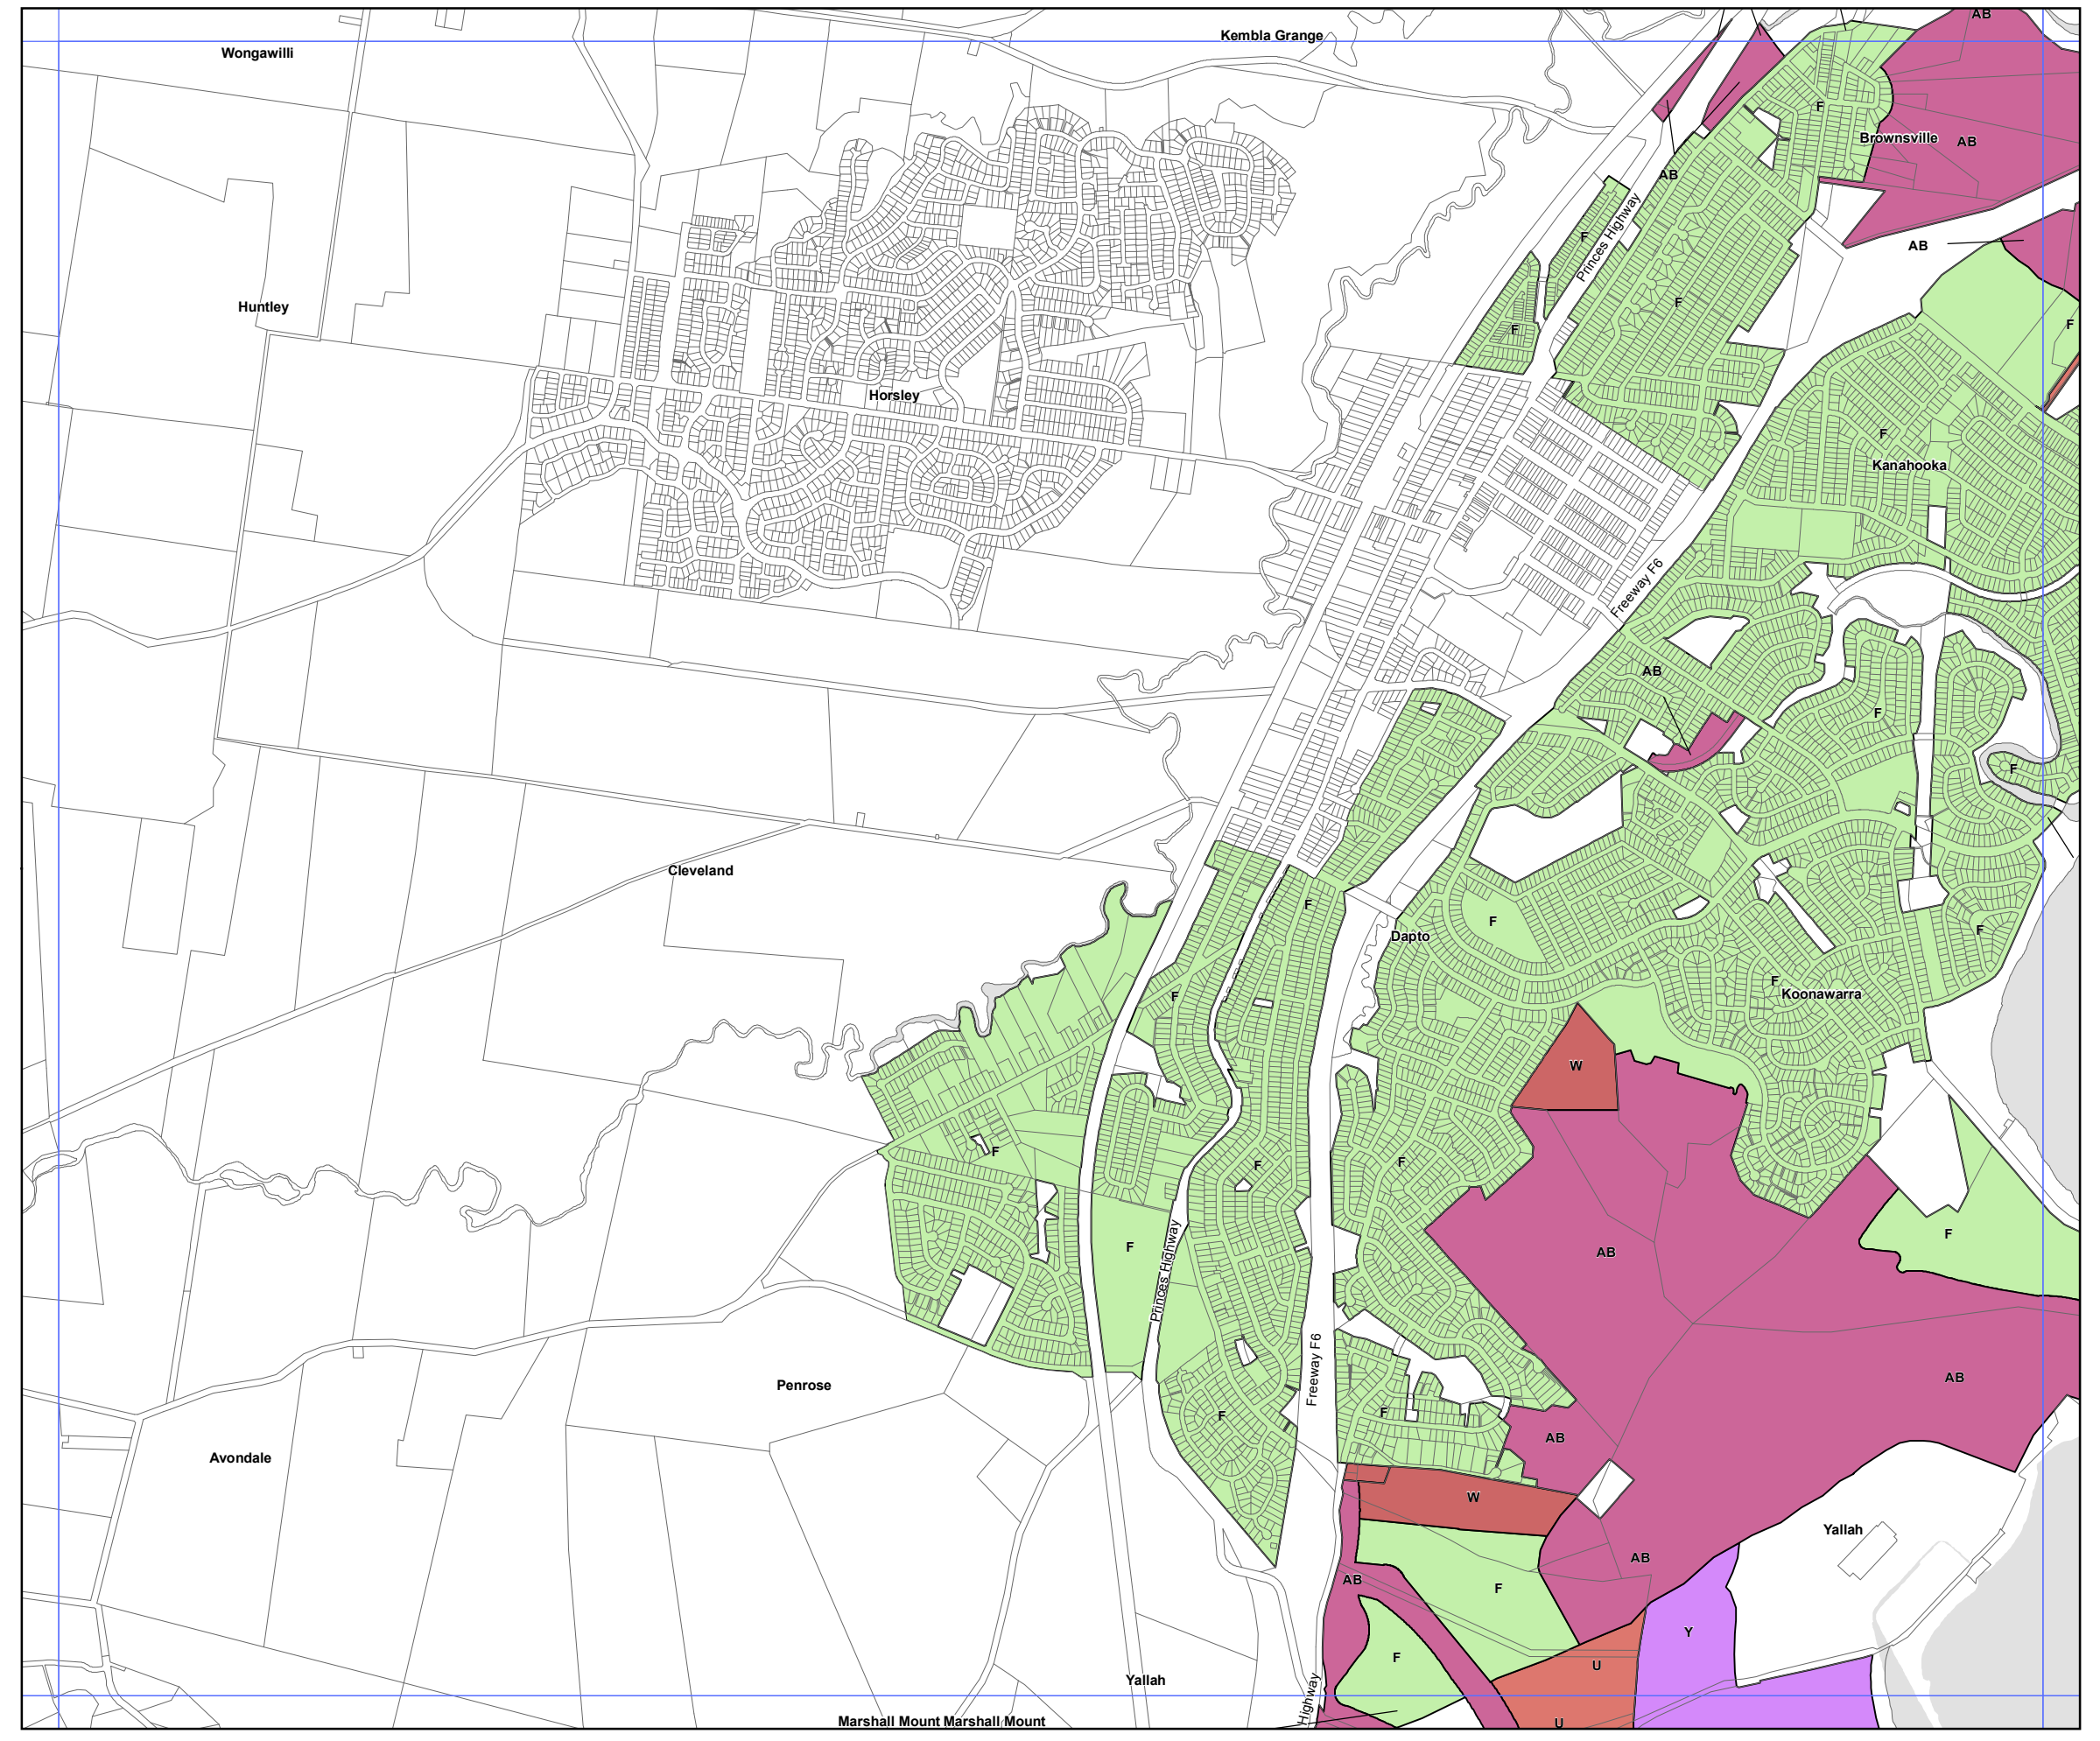 AB
Kembla Grange
Wongawilli
F
Brownsville
AB
AB
Princes Highway
F
AB
Huntley
F
F
F
Horsley
F
Kanahooka
Freeway F6
AB
F
F
Cleveland
F
F
F
Dapto
F
F
Koonawarra
W
F
F
F
F
F
AB
Princes Highway
AB
Freeway F6
Penrose
F
F
AB
Avondale
W
Yallah
AB
AB
F
Y
F
U
Yallah
Highway
Marshall Mount Marshall Mount
U